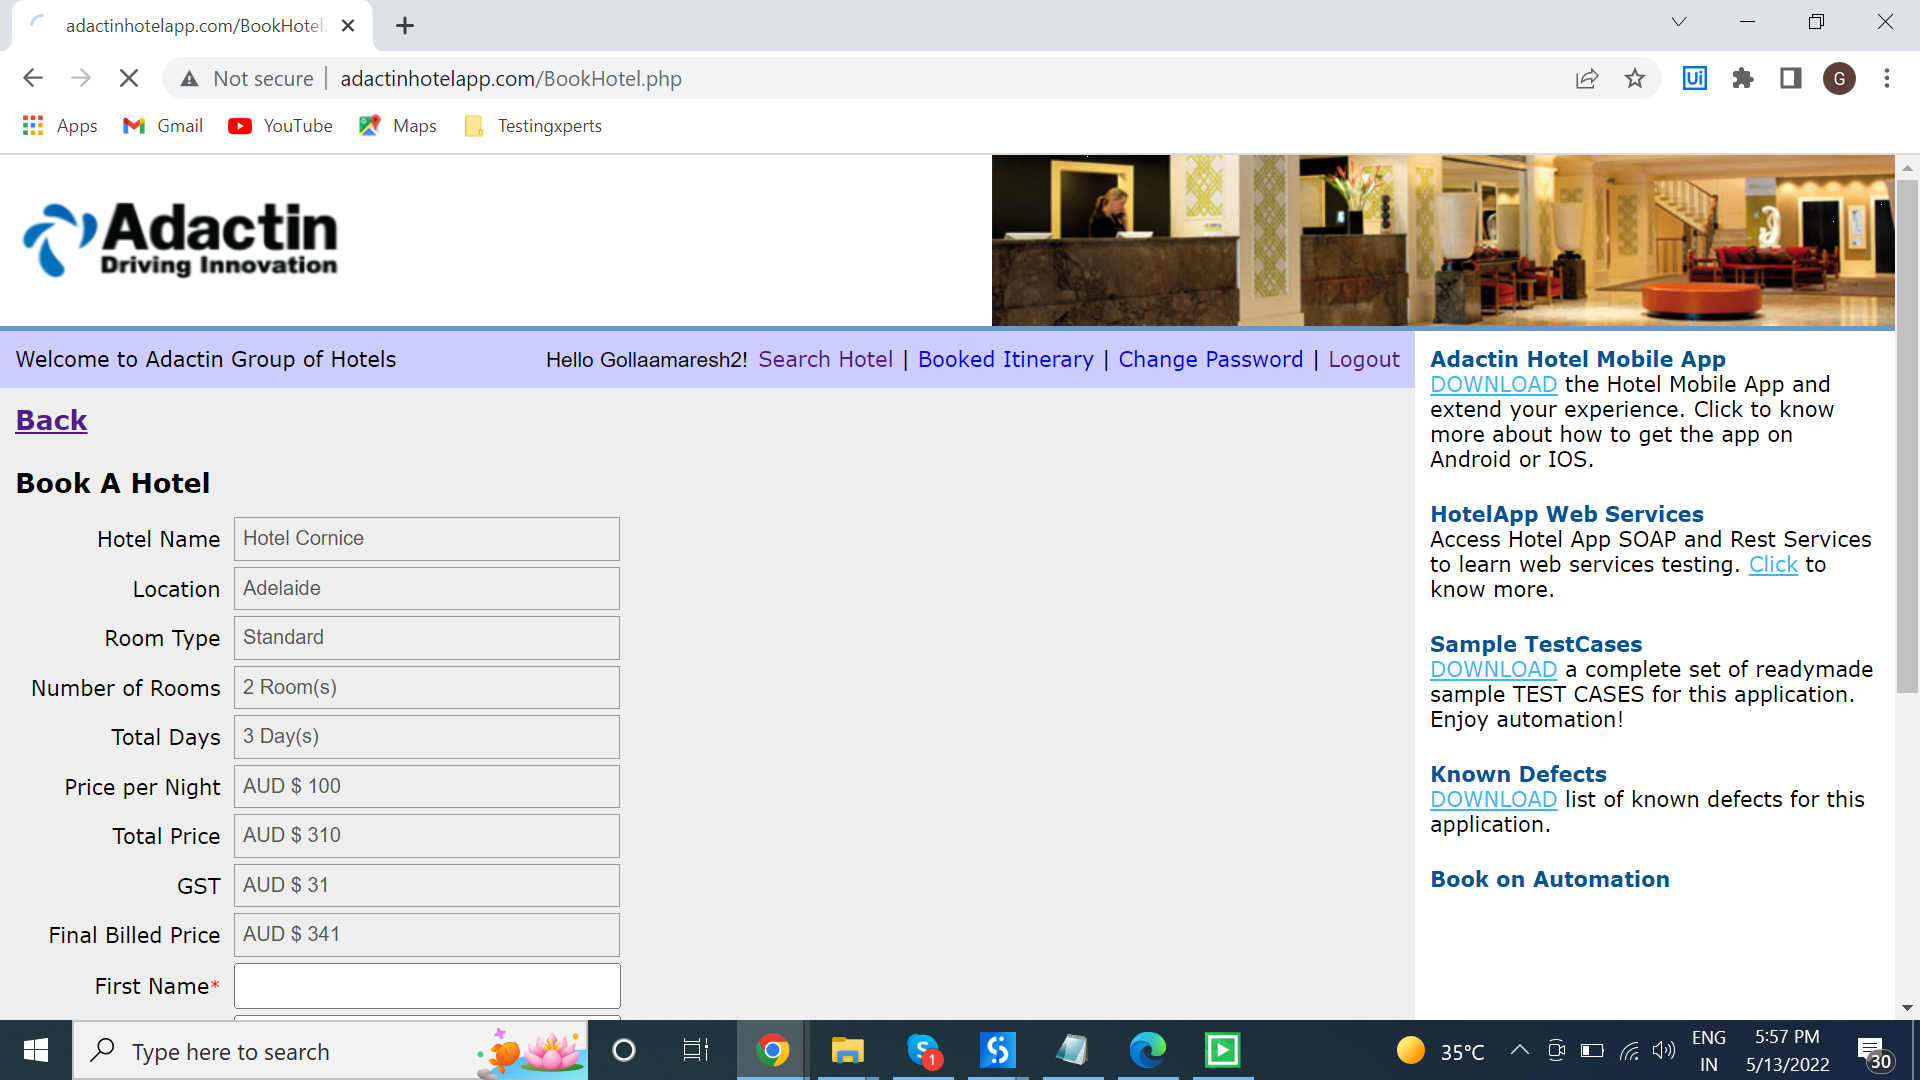 adactinhotelapp.com/BookHotel.
Not secure
adactinhotelapp.com/BookHotel.php
Ui
G
Apps
Gmail
YouTube
Maps
Testingxperts
Adactin
Driving Innovation
Welcome to Adactin Group of Hotels
Hello Gollaamaresh2! Search Hotel | Booked Itinerary | Change Password | Logout
Back
Book A Hotel
Hotel Name Hotel Cornice
Location Adelaide
Room Type Standard
Number of Rooms 2 Room(s)
Total Days 3 Day(s)
Price per Night AUD $ 100
Total Price AUD $ 310
GST AUD $ 31
Final Billed Price AUD $ 341
First Name*
Adactin Hotel Mobile App
DOWNLOAD the Hotel Mobile App and
extend your experience. Click to know
more about how to get the app on
Android or IOS.
HotelApp Web Services
Access Hotel App SOAP and Rest Services
to learn web services testing. Click to
know more.
Sample TestCases
DOWNLOAD a complete set of readymade
sample TEST CASES for this application.
Enjoy automation!
Known Defects
DOWNLOAD list of known defects for this
application.
Book on Automation
Type here to search
S
1
35°C
ENG
IN
5:57 PM
5/13/2022
30